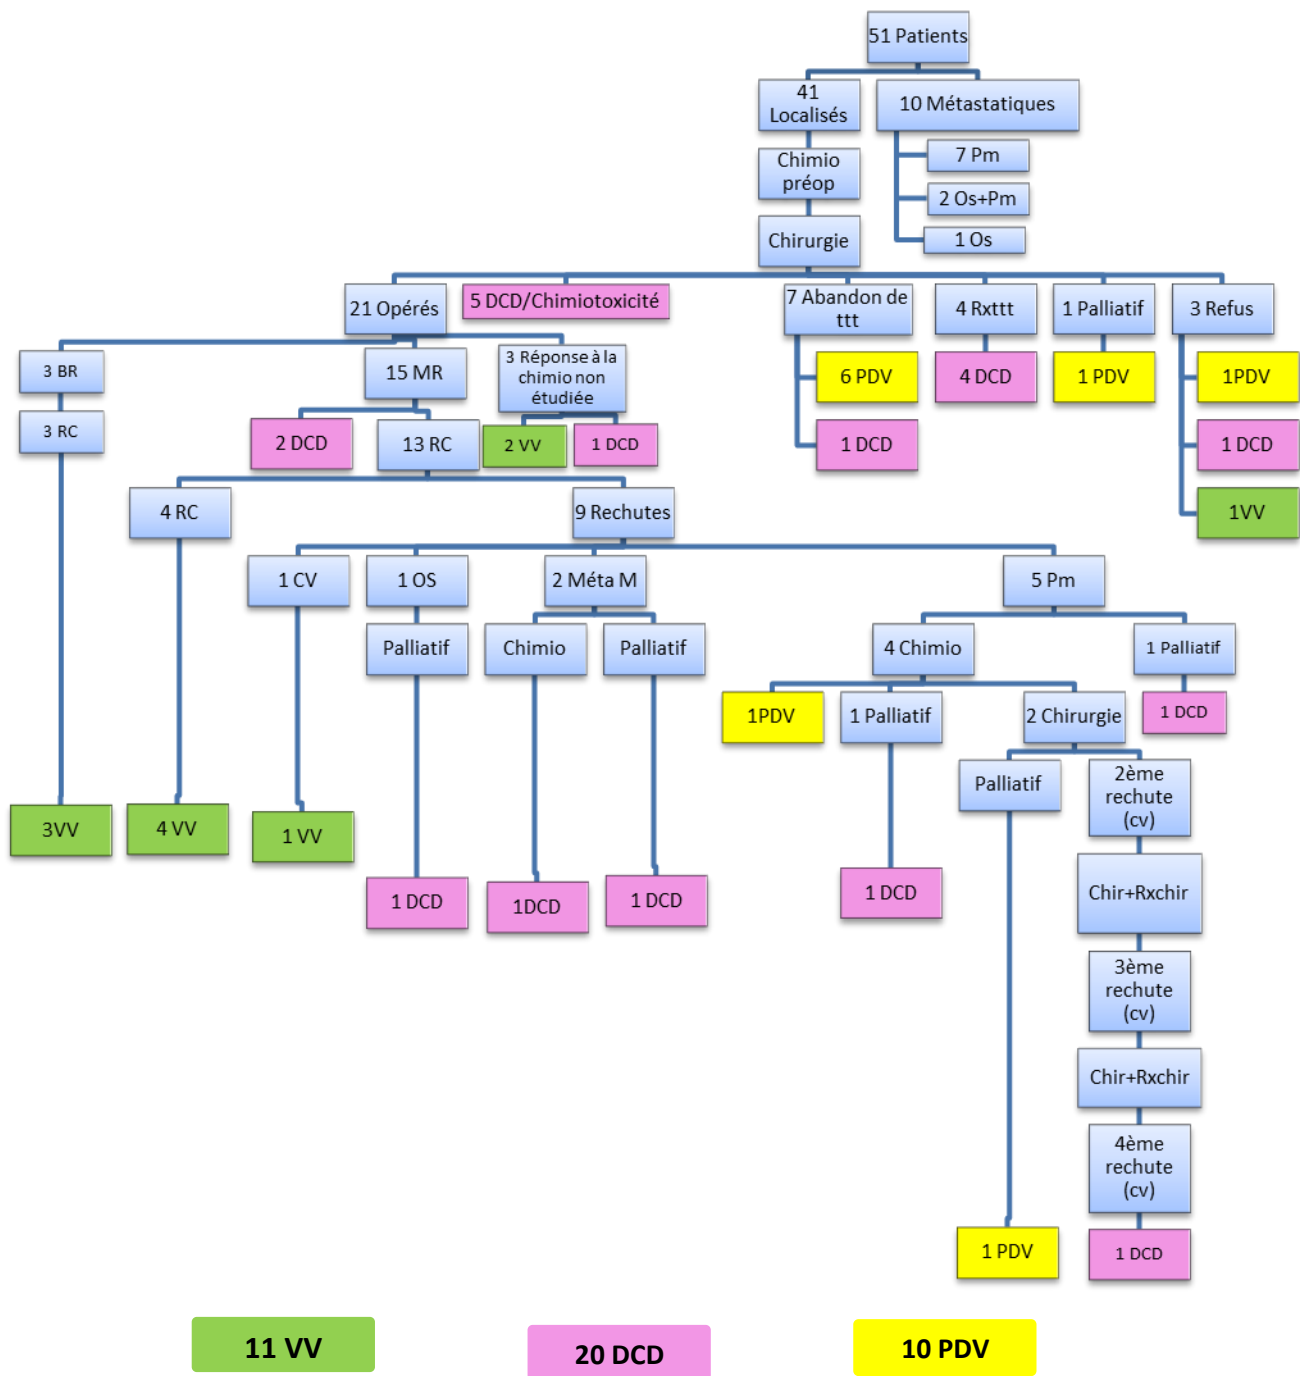 51 Patients
41
Localisés
10 Métastatiques
Chimio
préop
7 Pm
2 Os+Pm
Chirurgie
1 Os
21 Opérés
5 DCD/Chimiotoxicité
7 Abandon de
ttt
4 Rxttt
1 Palliatif
3 Refus
3 BR
15 MR
3 Réponse à la
chimio non
étudiée
6 PDV
4 DCD
1 PDV
1PDV
3 RC
2 DCD
13 RC
2 VV
1 DCD
1 DCD
1 DCD
4 RC
9 Rechutes
1VV
1 CV
1 OS
2 Méta M
5 Pm
Palliatif
Chimio
Palliatif
4 Chimio
1 Palliatif
1PDV
1 Palliatif
2 Chirurgie
1 DCD
Palliatif
2ème
rechute
(cv)
3VV
4 VV
1 VV
1 DCD
1DCD
1 DCD
1 DCD
Chir+Rxchir
3ème
rechute
(cv)
Chir+Rxchir
4ème
rechute
(cv)
1 PDV
1 DCD
11 VV
20 DCD
10 PDV